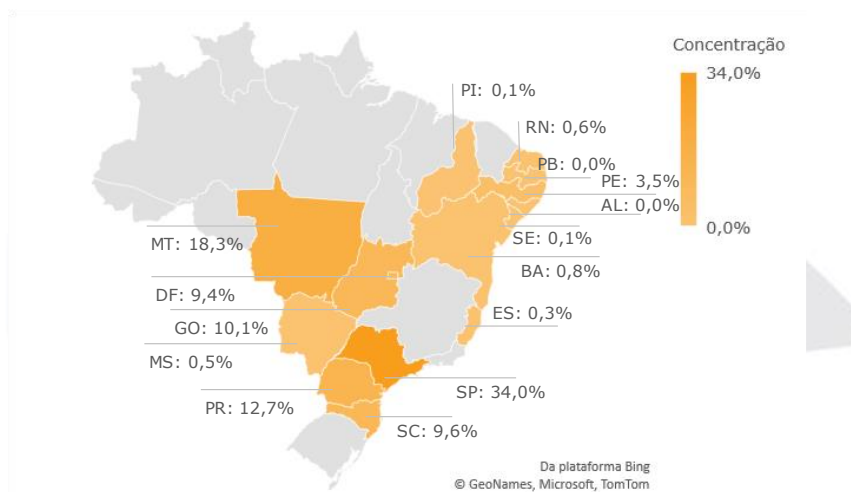 Concentração
34,0%
0,0%
PI: 0,1%
RN: 0,6%
PB: 0,0%
PE: 3,5%
AL: 0,0%
SE: 0,1%
MT: 18,3%
BA: 0,8%
DF: 9,4%
ES: 0,3%
GO: 10,1%
MS: 0,5%
SP: 34,0%
PR: 12,7%
SC: 9,6%
Da plataforma Bing
© GeoNames, Microsoft, TomTom